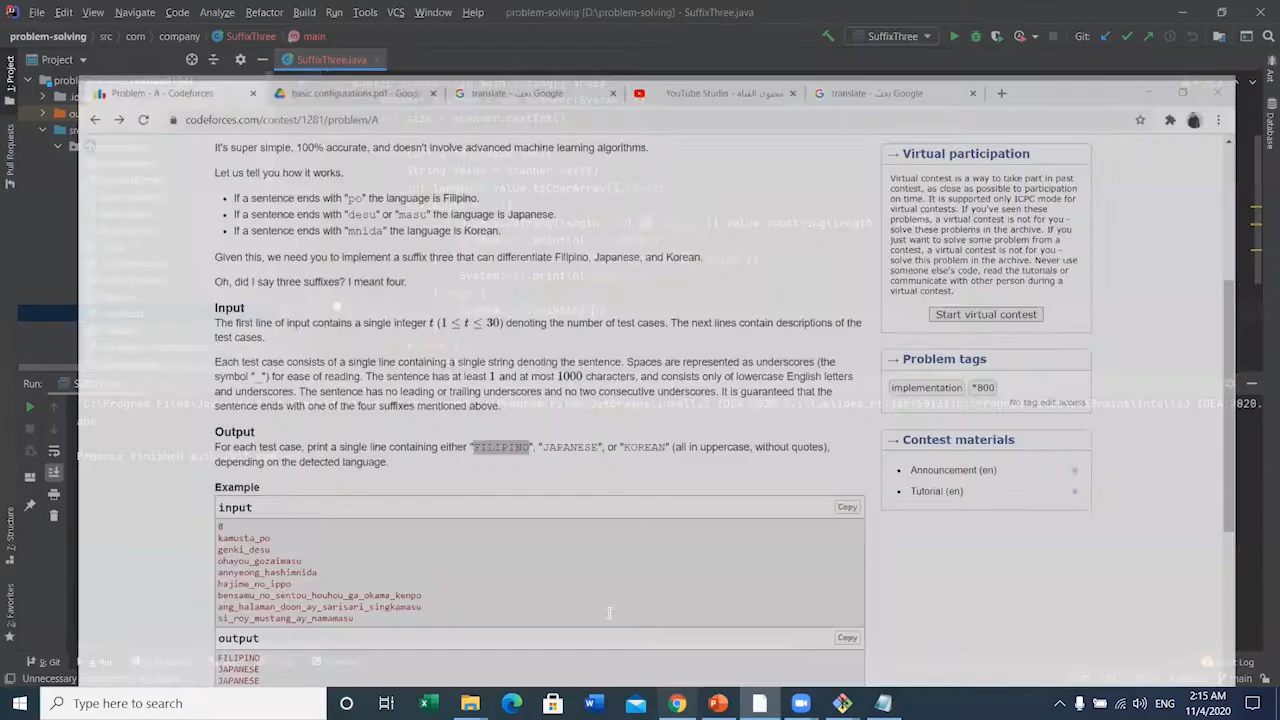 File Edit View Navigate Code Analyze Refactor Build Run Tools VCS Window Help problem-solving [D:\problem-solving] - SuffixThree.java
problem-solving src com company SuffixThree main SuffixThree Git:
Project SuffixThree.java
1: Project
Pull Requests
Z: Structure
2: Favorites
Ant
Database
Problem - A - Codeforces basic configurations.pdf - Goog translate - بحث Google YouTube Studio - محتوى القناة translate - بحث Google
codeforces.com/contest/1281/problem/A
size = scanner.nextInt()
It's super simple, 100% accurate, and doesn't involve advanced machine learning algorithms.
Let us tell you how it works.
If a sentence ends with "po" the language is Filipino.
If a sentence ends with "desu" or "masu" the language is Japanese.
If a sentence ends with "mnida" the language is Korean.
Given this, we need you to implement a suffix three that can differentiate Filipino, Japanese, and Korean.
Oh, did I say three suffixes? I meant four.
Input
The first line of input contains a single integer t (1 ≤ t ≤ 30) denoting the number of test cases. The next lines contain descriptions of the
test cases.
Each test case consists of a single line containing a single string denoting the sentence. Spaces are represented as underscores (the
symbol "_") for ease of reading. The sentence has at least 1 and at most 1000 characters, and consists only of lowercase English letters
and underscores. The sentence has no leading or trailing underscores and no two consecutive underscores. It is guaranteed that the
sentence ends with one of the four suffixes mentioned above.
Output
For each test case, print a single line containing either "FILIPINO", "JAPANESE", or "KOREAN" (all in uppercase, without quotes),
depending on the detected language.
Example
input Copy
8
kamusta_po
genki_desu
ohayou_gozaimasu
annyeong_hashimnida
hajime_no_ippo
bensamu_no_sentou_houhou_ga_okama_kenpo
ang_halaman_doon_ay_sarisari_singkamasu
si_roy_mustang_ay_namamasu
output Copy
FILIPINO
JAPANESE
JAPANESE
→ Virtual participation
Virtual contest is a way to take part in past
contest, as close as possible to participation
on time. It is supported only ICPC mode for
virtual contests. If you've seen these
problems, a virtual contest is not for you -
solve these problems in the archive. If you
just want to solve some problem from a
contest, a virtual contest is not for you -
solve this problem in the archive. Never use
someone else's code, read the tutorials or
communicate with other person during a
virtual contest.
Start virtual contest
→ Problem tags
implementation *800
No tag edit access
→ Contest materials
Announcement (en)
Tutorial (en)
Run:
9: Git 4: Run
Type here to search
2:15 AM
11/4/2020